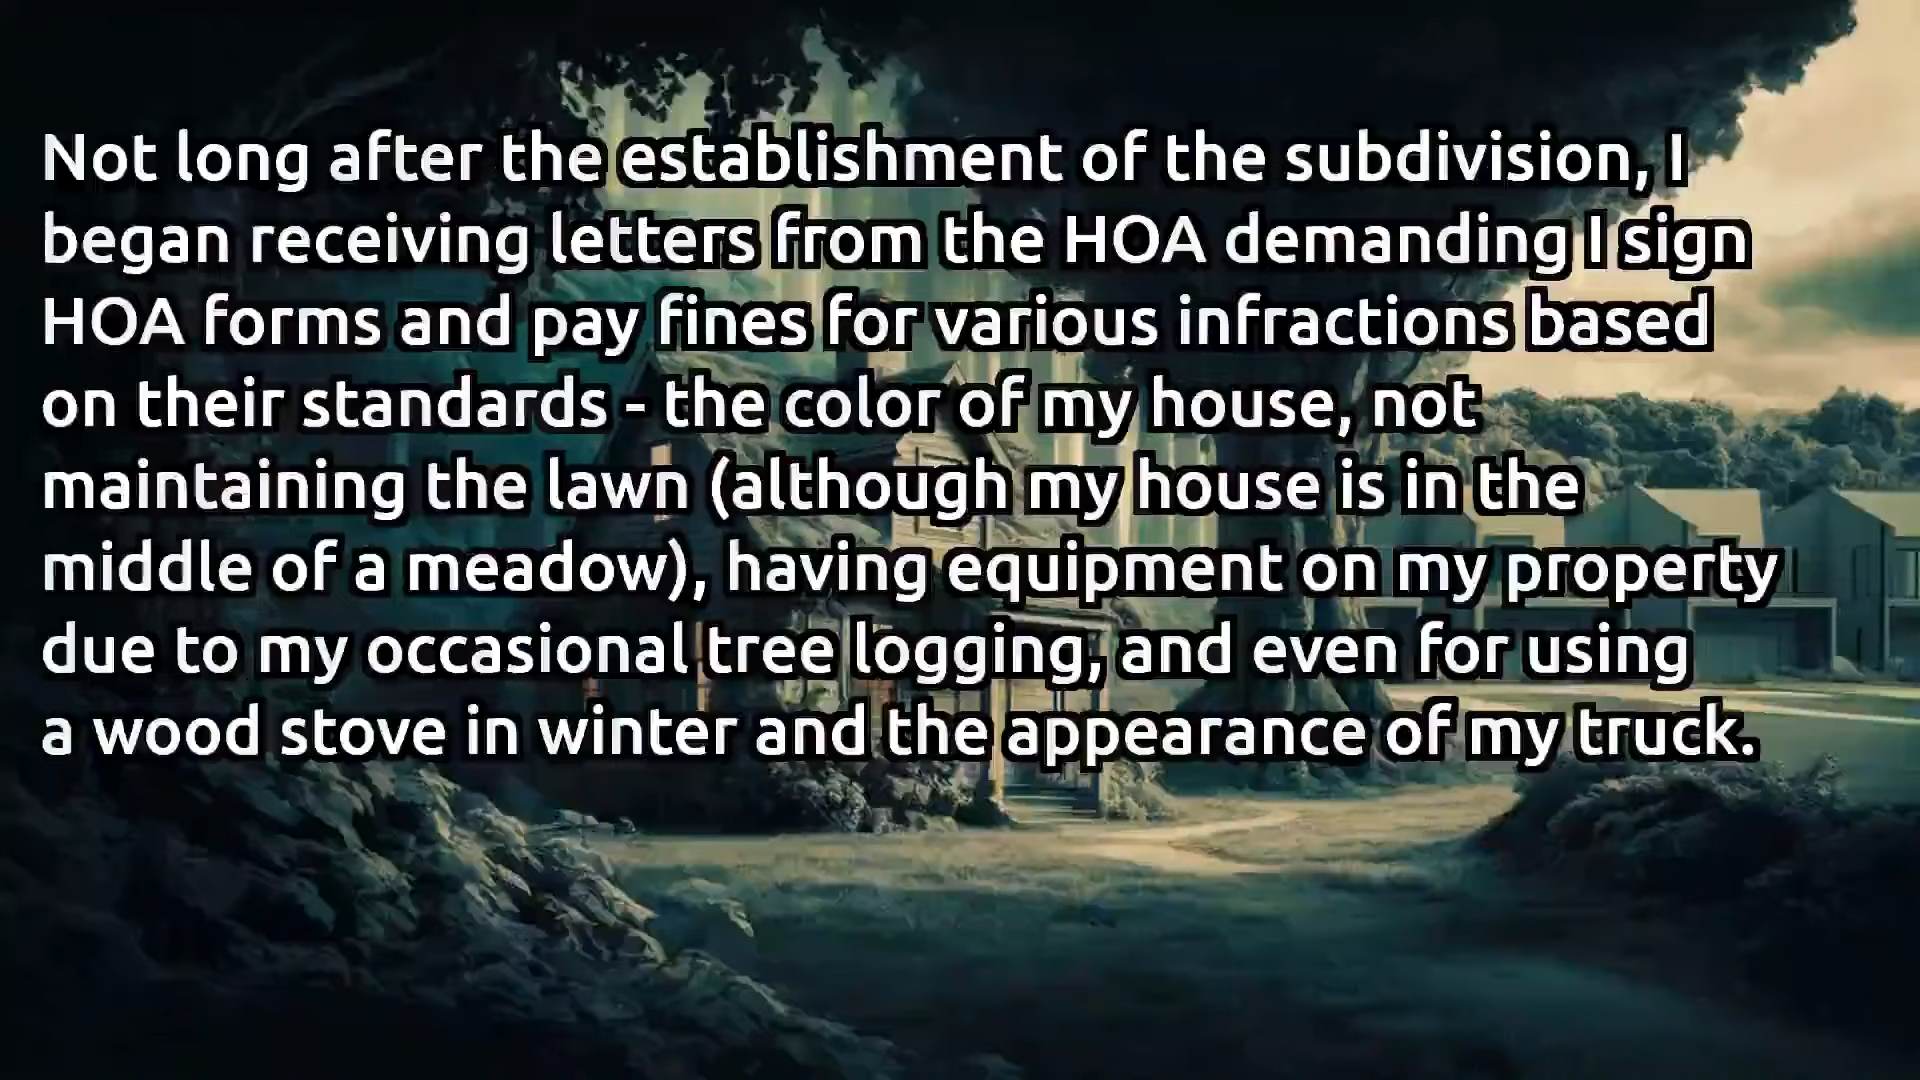 Not long after the establishment of the subdivision, I
began receiving letters from the HOA demanding I sign
HOA forms and pay fines for various infractions based
on their standards - the color of my house, not
maintaining the lawn (although my house is in the
middle of a meadow), having equipment on my property
due to my occasional tree logging, and even for using
a wood stove in winter and the appearance of my truck.